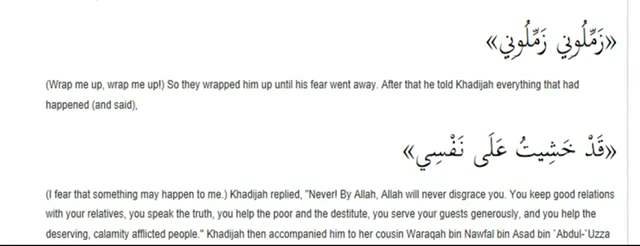 «زَمِّلُونِي زَمِّلُونِي»
(Wrap me up, wrap me up!) So they wrapped him up until his fear went away. After that he told Khadijah everything that had
happened (and said),
«قَدْ خَشِيتُ عَلَى نَفْسِي»
(I fear that something may happen to me.) Khadijah replied, "Never! By Allah, Allah will never disgrace you. You keep good relations
with your relatives, you speak the truth, you help the poor and the destitute, you serve your guests generously, and you help the
deserving, calamity afflicted people." Khadijah then accompanied him to her cousin Waraqah bin Nawfal bin Asad bin `Abdul-`Uzza